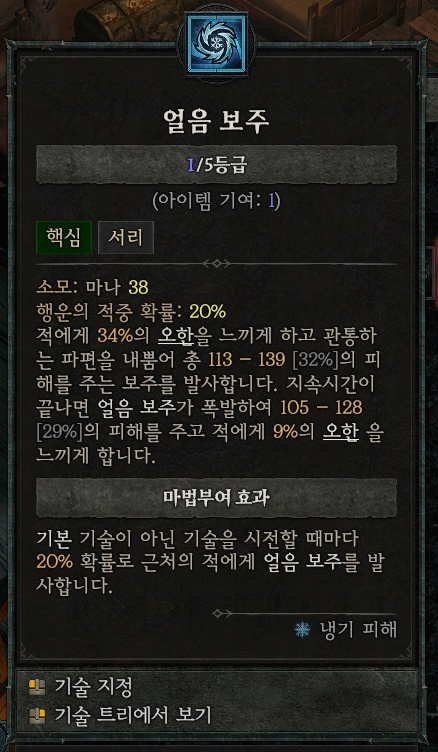 얼음 보주
1/5등급
(아이템 기여: 1)
핵심 서리
소모: 마나 38
행운의 적중 확률: 20%
적에게 34%의 오한을 느끼게 하고 관통하
는 파편을 내뿜어 총 113 – 139 [32%]의 피
해를 주는 보주를 발사합니다. 지속시간이
끝나면 얼음 보주가 폭발하여 105 – 128
[29%]의 피해를 주고 적에게 9%의 오한 을
느끼게 합니다.
마법부여 효과
기본 기술이 아닌 기술을 시전할 때마다
20% 확률로 근처의 적에게 얼음 보주를 발
사합니다.
냉기 피해
기술 지정
기술 트리에서 보기